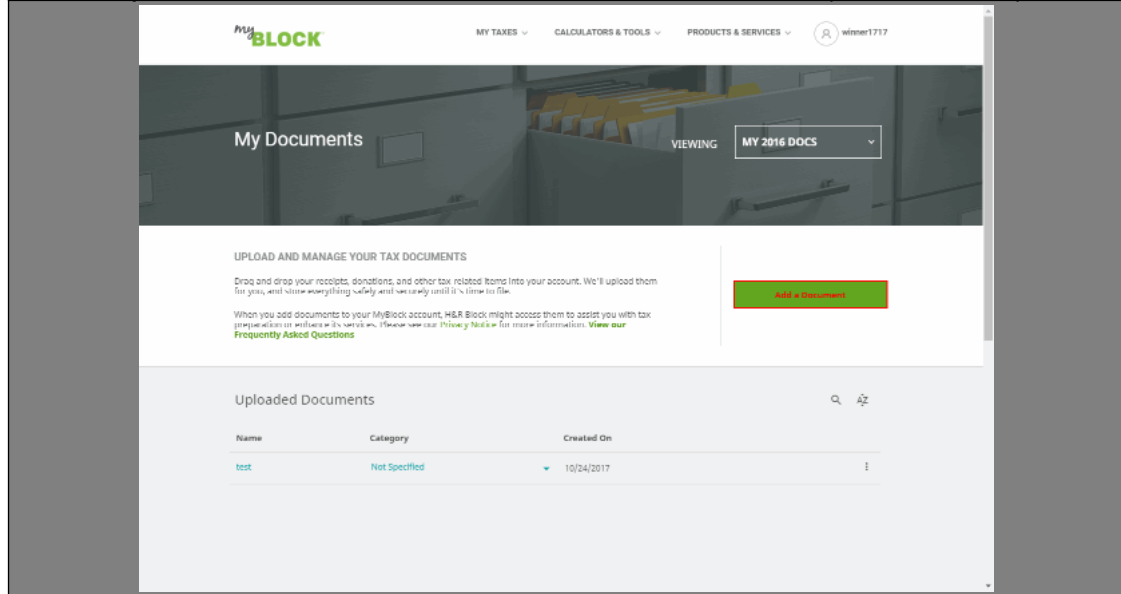 my BLOCK MY TAXES CALCULATORS & TOOLS PRODUCTS & SERVICES winner1717
My Documents VIEWING MY 2016 DOCS
UPLOAD AND MANAGE YOUR TAX DOCUMENTS
Drag and drop your receipts, donations, and other tax related items into your account. We'll upload them
for you, and store everything safely and securely until it's time to file.
Add a Document
When you add documents to your MyBlock account, H&R Block might access them to assist you with tax
preparation or enhance its services. Please see our Privacy Notice for more information. View our
Frequently Asked Questions
Uploaded Documents AZ
Name Category Created On
test Not Specified 10/24/2017